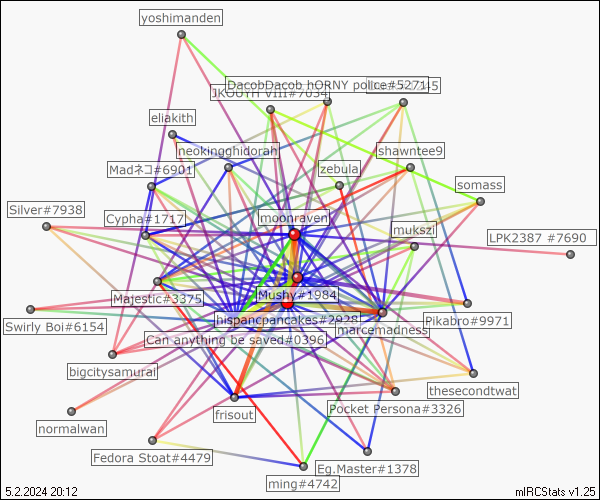 yoshimanden
DacobDacob hORNY police#5271
eliakith
neokingghidorah
shawntee9
Madネコ#6901
zebula
somass
Silver#7938
Cypha#1717
moonraven
mukszi
LPK2387 #7690
Majestic#3375
Mushy#1984
Swirly Boi#6154
hispancpancakes#2928
marcemadness
Pikabro#9971
Can anything be saved#0396
bigcitysamurai
thesecondtwat
normalwan
frisout
Pocket Persona#3326
Fedora Stoat#4479
Eg.Master#1378
ming#4742
5.2.2024 20:12
mIRCStats v1.25